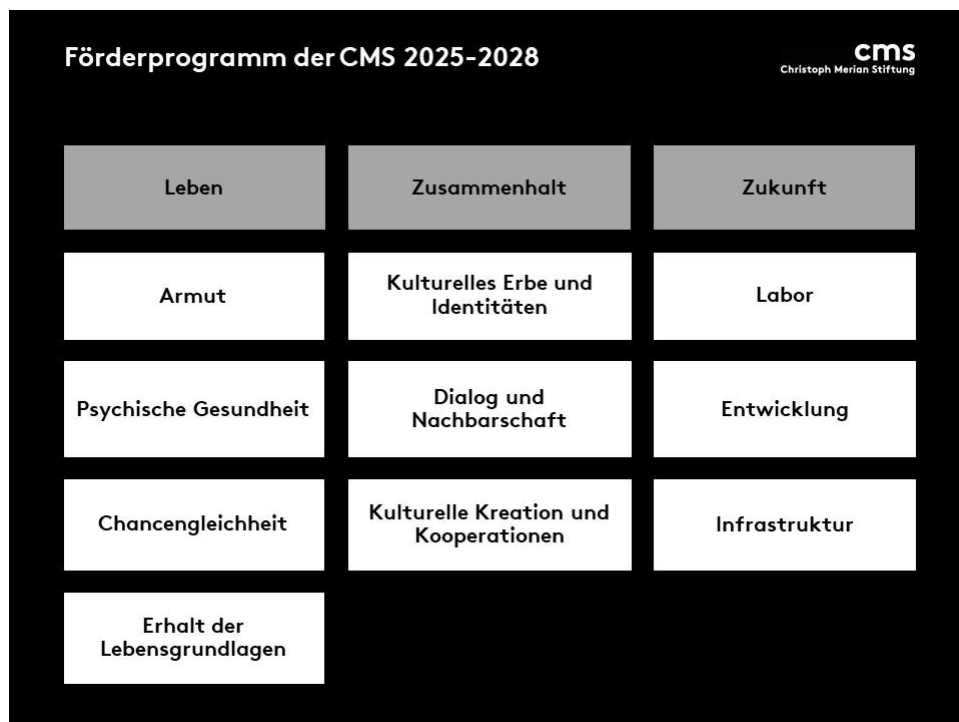 Förderprogramm der CMS 2025-2028
cms
Christoph Merian Stiftung
Leben
Zusammenhalt
Zukunft
Armut
Kulturelles Erbe und
Identitäten
Labor
Psychische Gesundheit
Dialog und
Nachbarschaft
Entwicklung
Chancengleichheit
Kulturelle Kreation und
Kooperationen
Infrastruktur
Erhalt der
Lebensgrundlagen